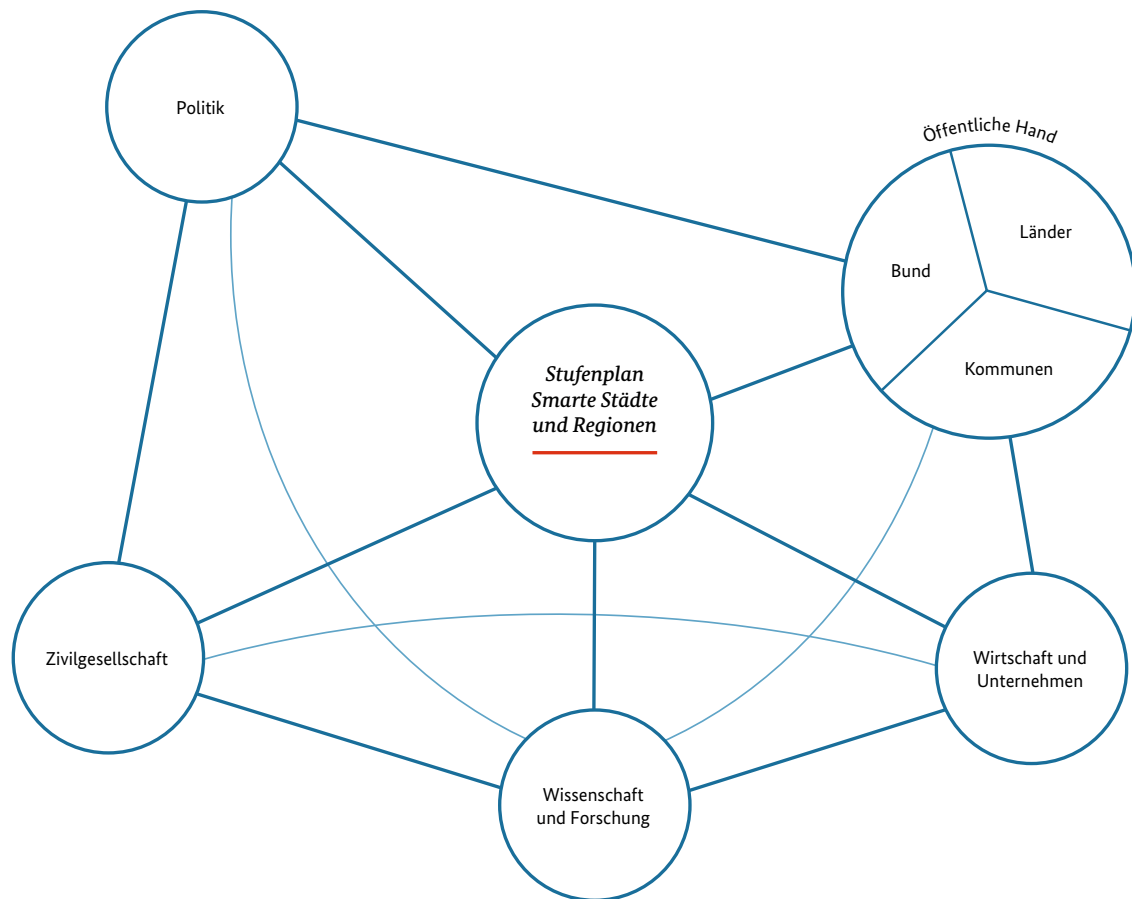 Politik
Öffentliche Hand
Länder
Bund
Kommunen
Stufenplan
Smarte Städte
und Regionen
Zivilgesellschaft
Wirtschaft und
Unternehmen
Wissenschaft
und Forschung